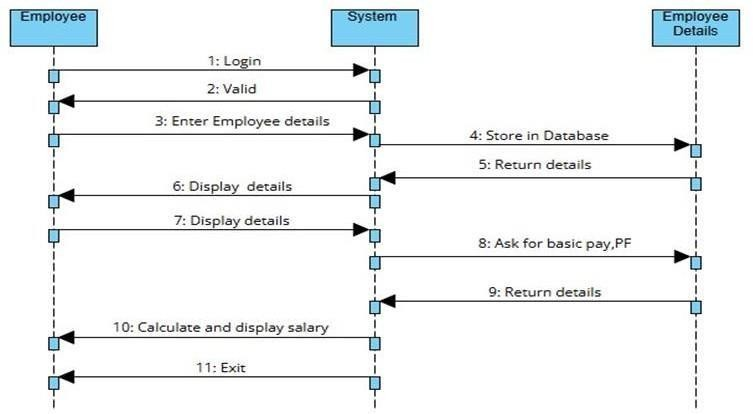 Employee
System
Employee
Details
1: Login
2: Valid
3: Enter Employee details
4: Store in Database
5: Return details
6: Display details
7: Display details
8: Ask for basic pay,PF
9: Return details
10: Calculate and display salary
11: Exit